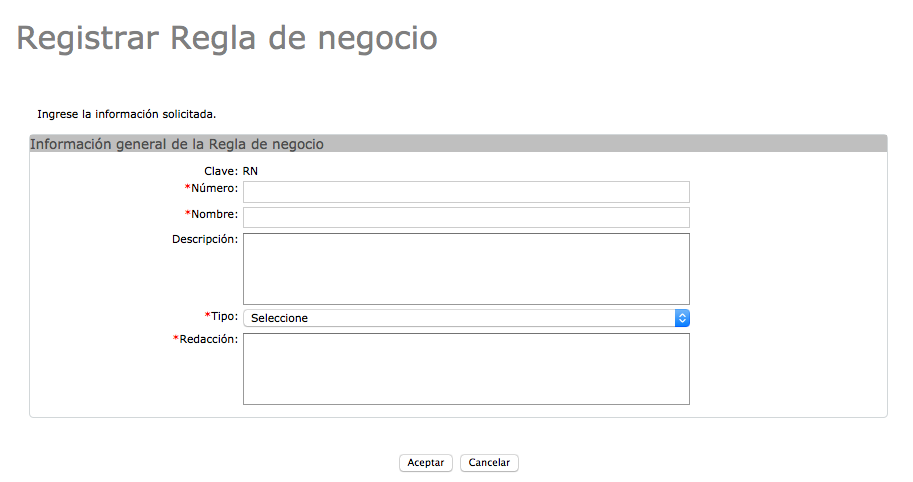 Registrar Regla de negocio
Ingrese la información solicitada.
Información general de la Regla de negocio
Clave: RN
*Número:
*Nombre:
Descripción:
*Tipo: Seleccione
*Redacción:
Aceptar Cancelar